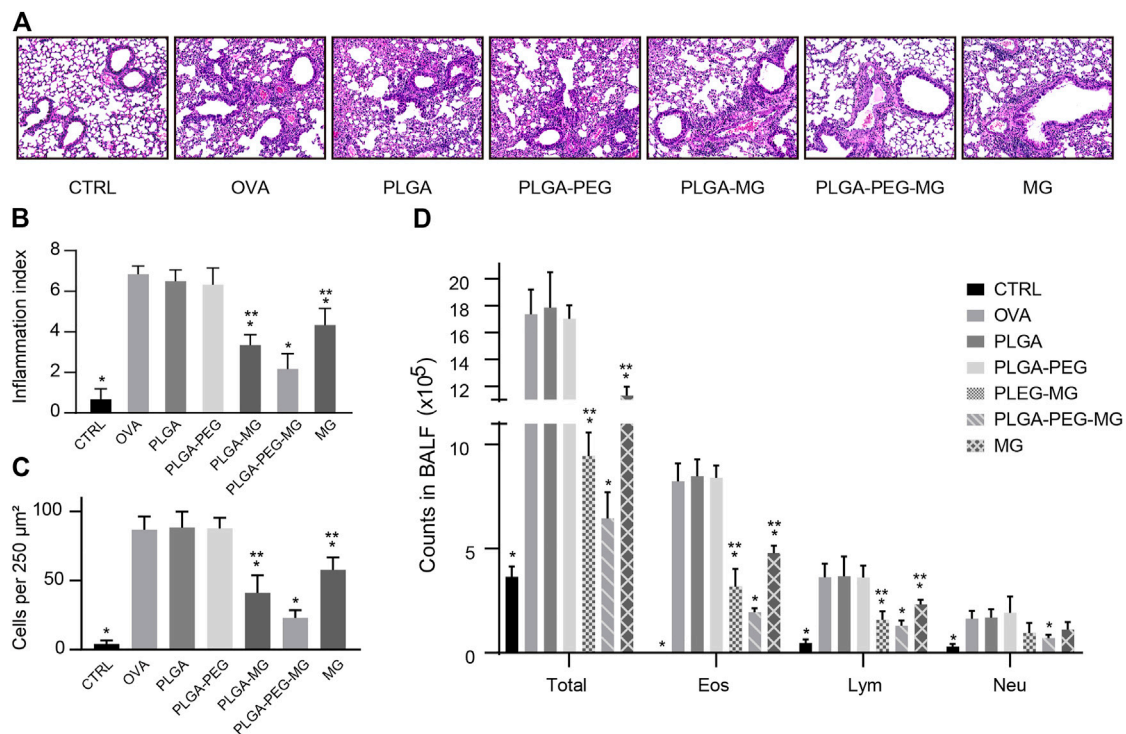 A
CTRL OVA PLGA PLGA-PEG PLGA-MG PLGA-PEG-MG MG
B
Inflammation index
8
6
4
2
0
*
**
*
*
**
*
CTRL OVA PLGA PLGA-PEG PLGA-MG PLGA-PEG-MG MG
C
Cells per 250 µm²
100
50
0
*
**
*
*
**
*
CTRL OVA PLGA PLGA-PEG PLGA-MG PLGA-PEG-MG MG
D
Counts in BALF (x10⁵)
20
18
16
14
12
10
5
0
*
**
*
*
**
*
*
**
*
*
**
*
*
**
*
*
**
*
*
*
Total Eos Lym Neu
CTRL
OVA
PLGA
PLGA-PEG
PLEG-MG
PLGA-PEG-MG
MG